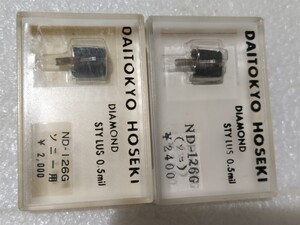 DAITOKYO HOSEKI
DIAMOND
STYLUS 0.5mil
ND-126G
ソニー用
¥2,000
DAITOKYO HOSEKI
DIAMOND
STYLUS 0.5mil
ND-126G
¥2400